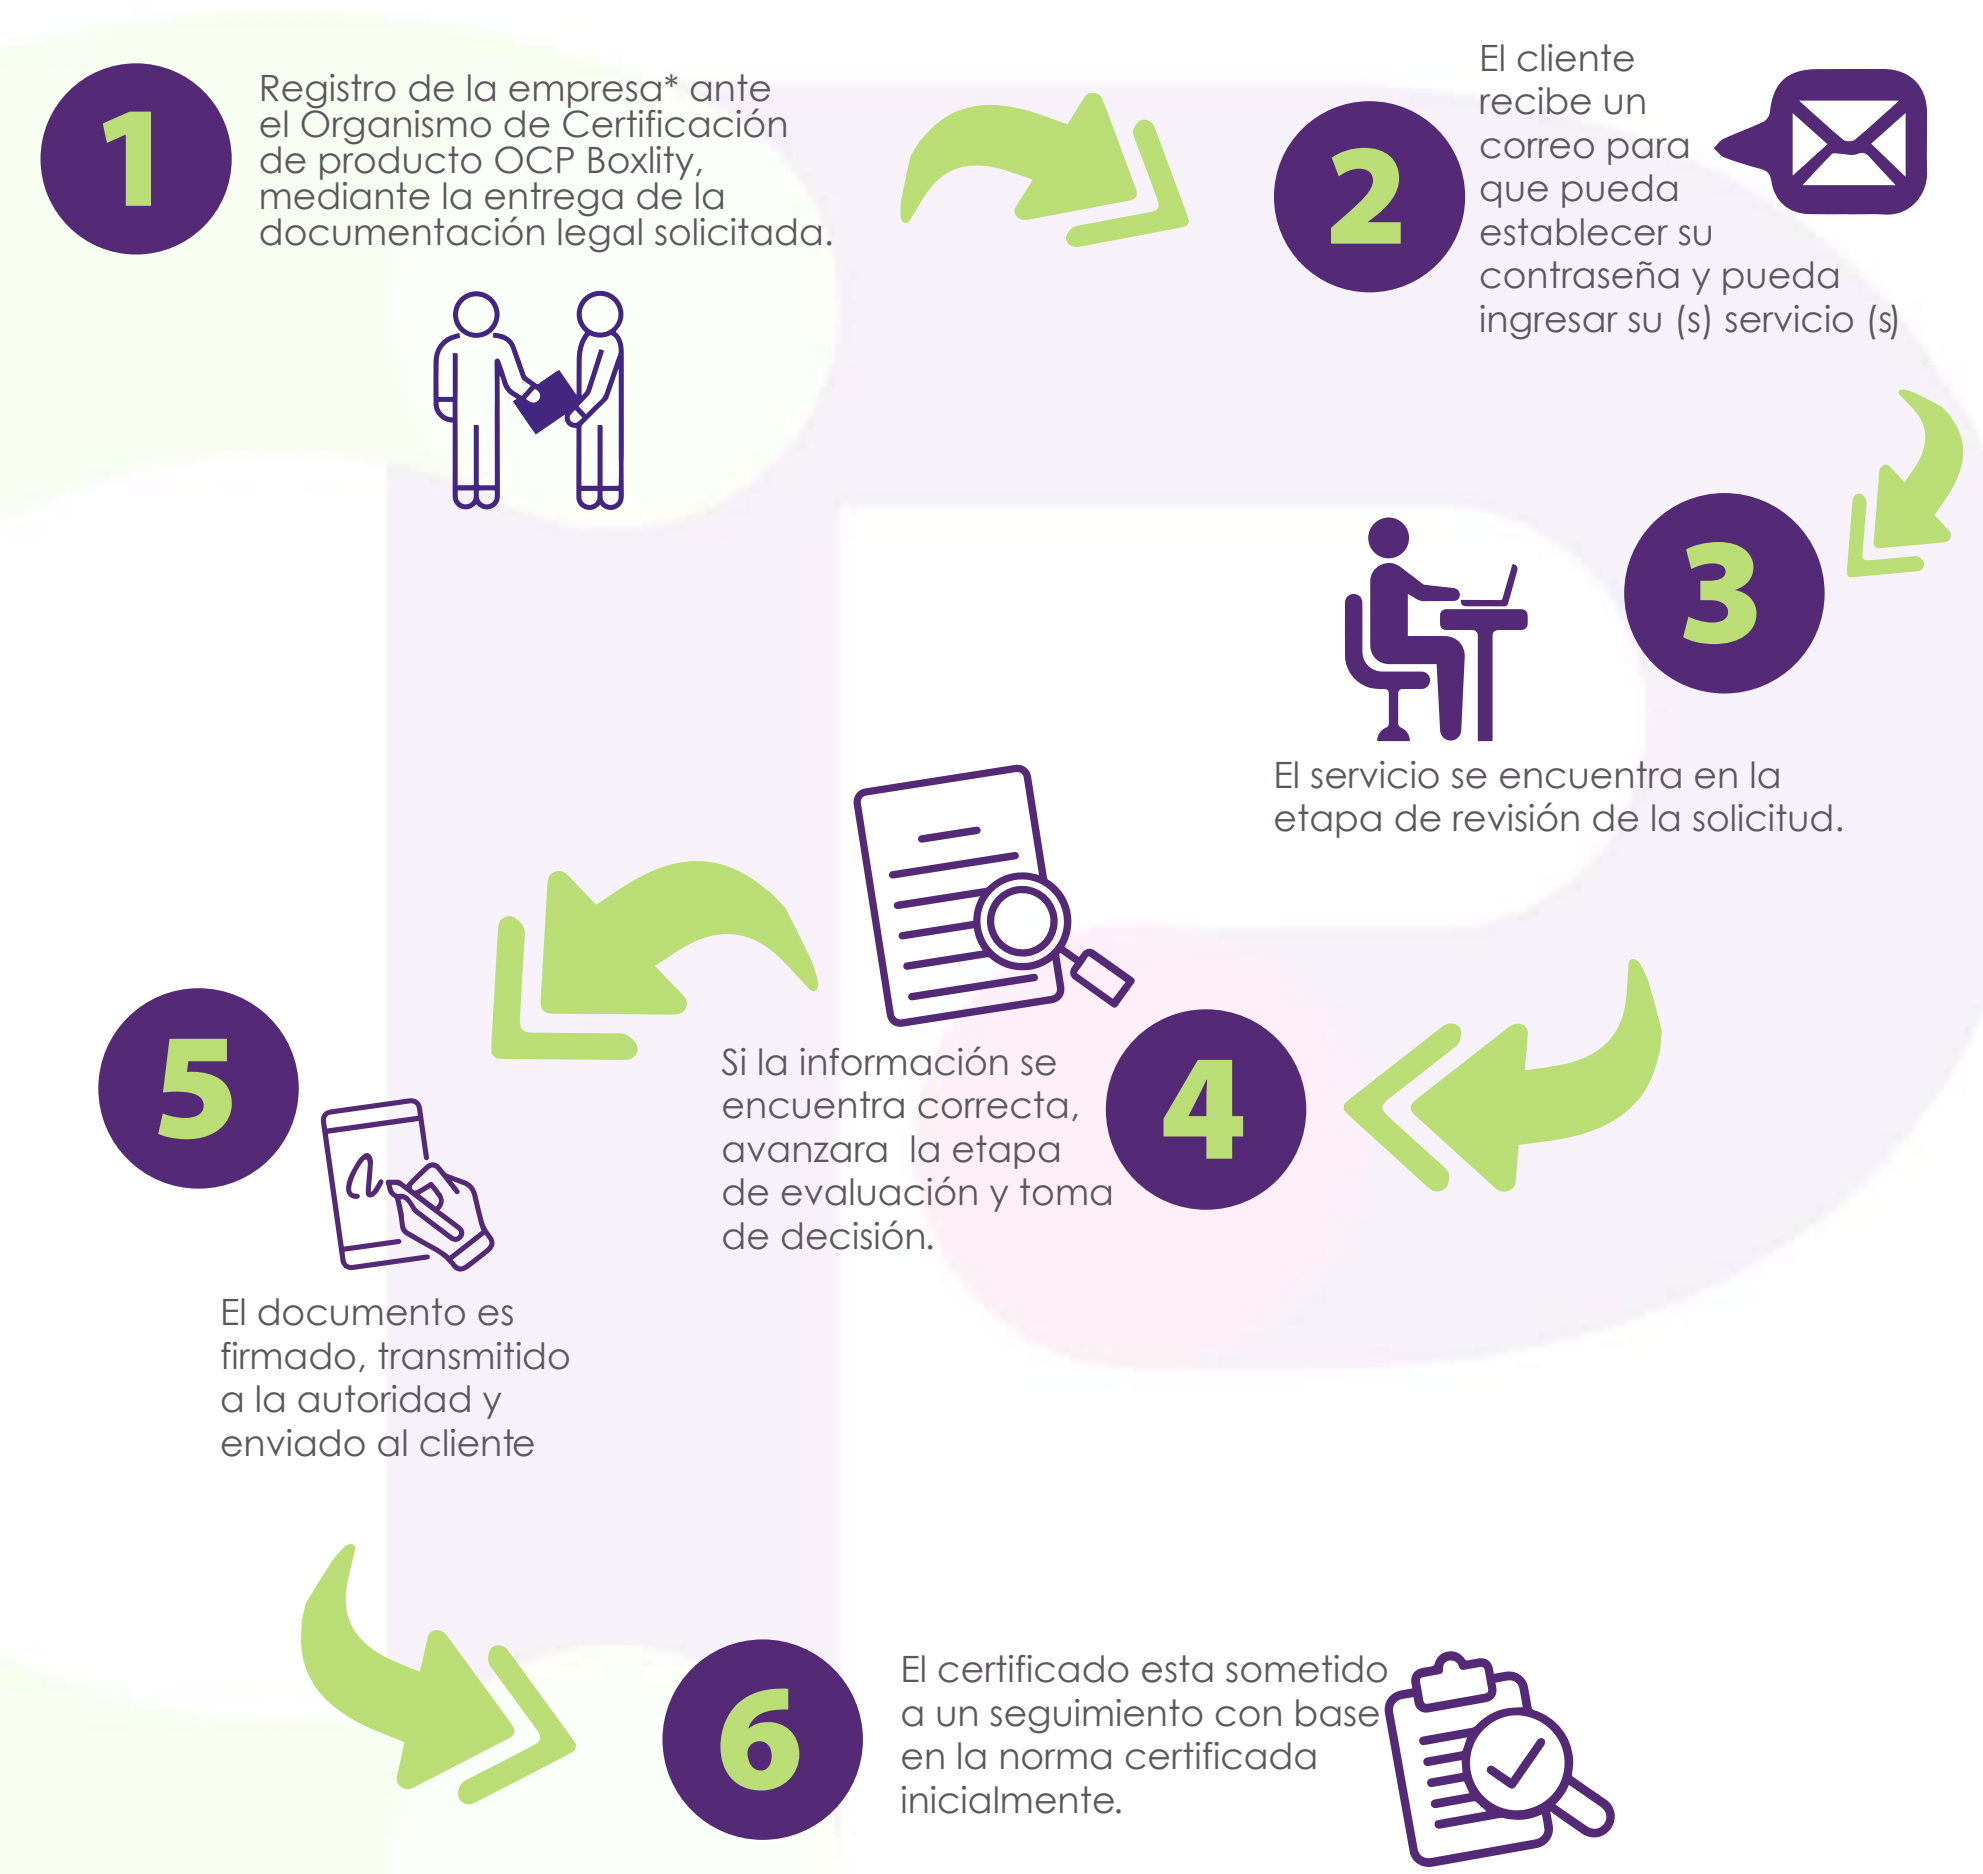 1
Registro de la empresa* ante
el Organismo de Certificación
de producto OCP Boxlity,
mediante la entrega de la
documentación legal solicitada.
2
El cliente
recibe un
correo para
que pueda
establecer su
contraseña y pueda
ingresar su (s) servicio (s)
3
El servicio se encuentra en la
etapa de revisión de la solicitud.
4
Si la información se
encuentra correcta,
avanzara  la etapa
de evaluación y toma
de decisión.
5
El documento es
firmado, transmitido
a la autoridad y
enviado al cliente
6
El certificado esta sometido
a un seguimiento con base
en la norma certificada
inicialmente.